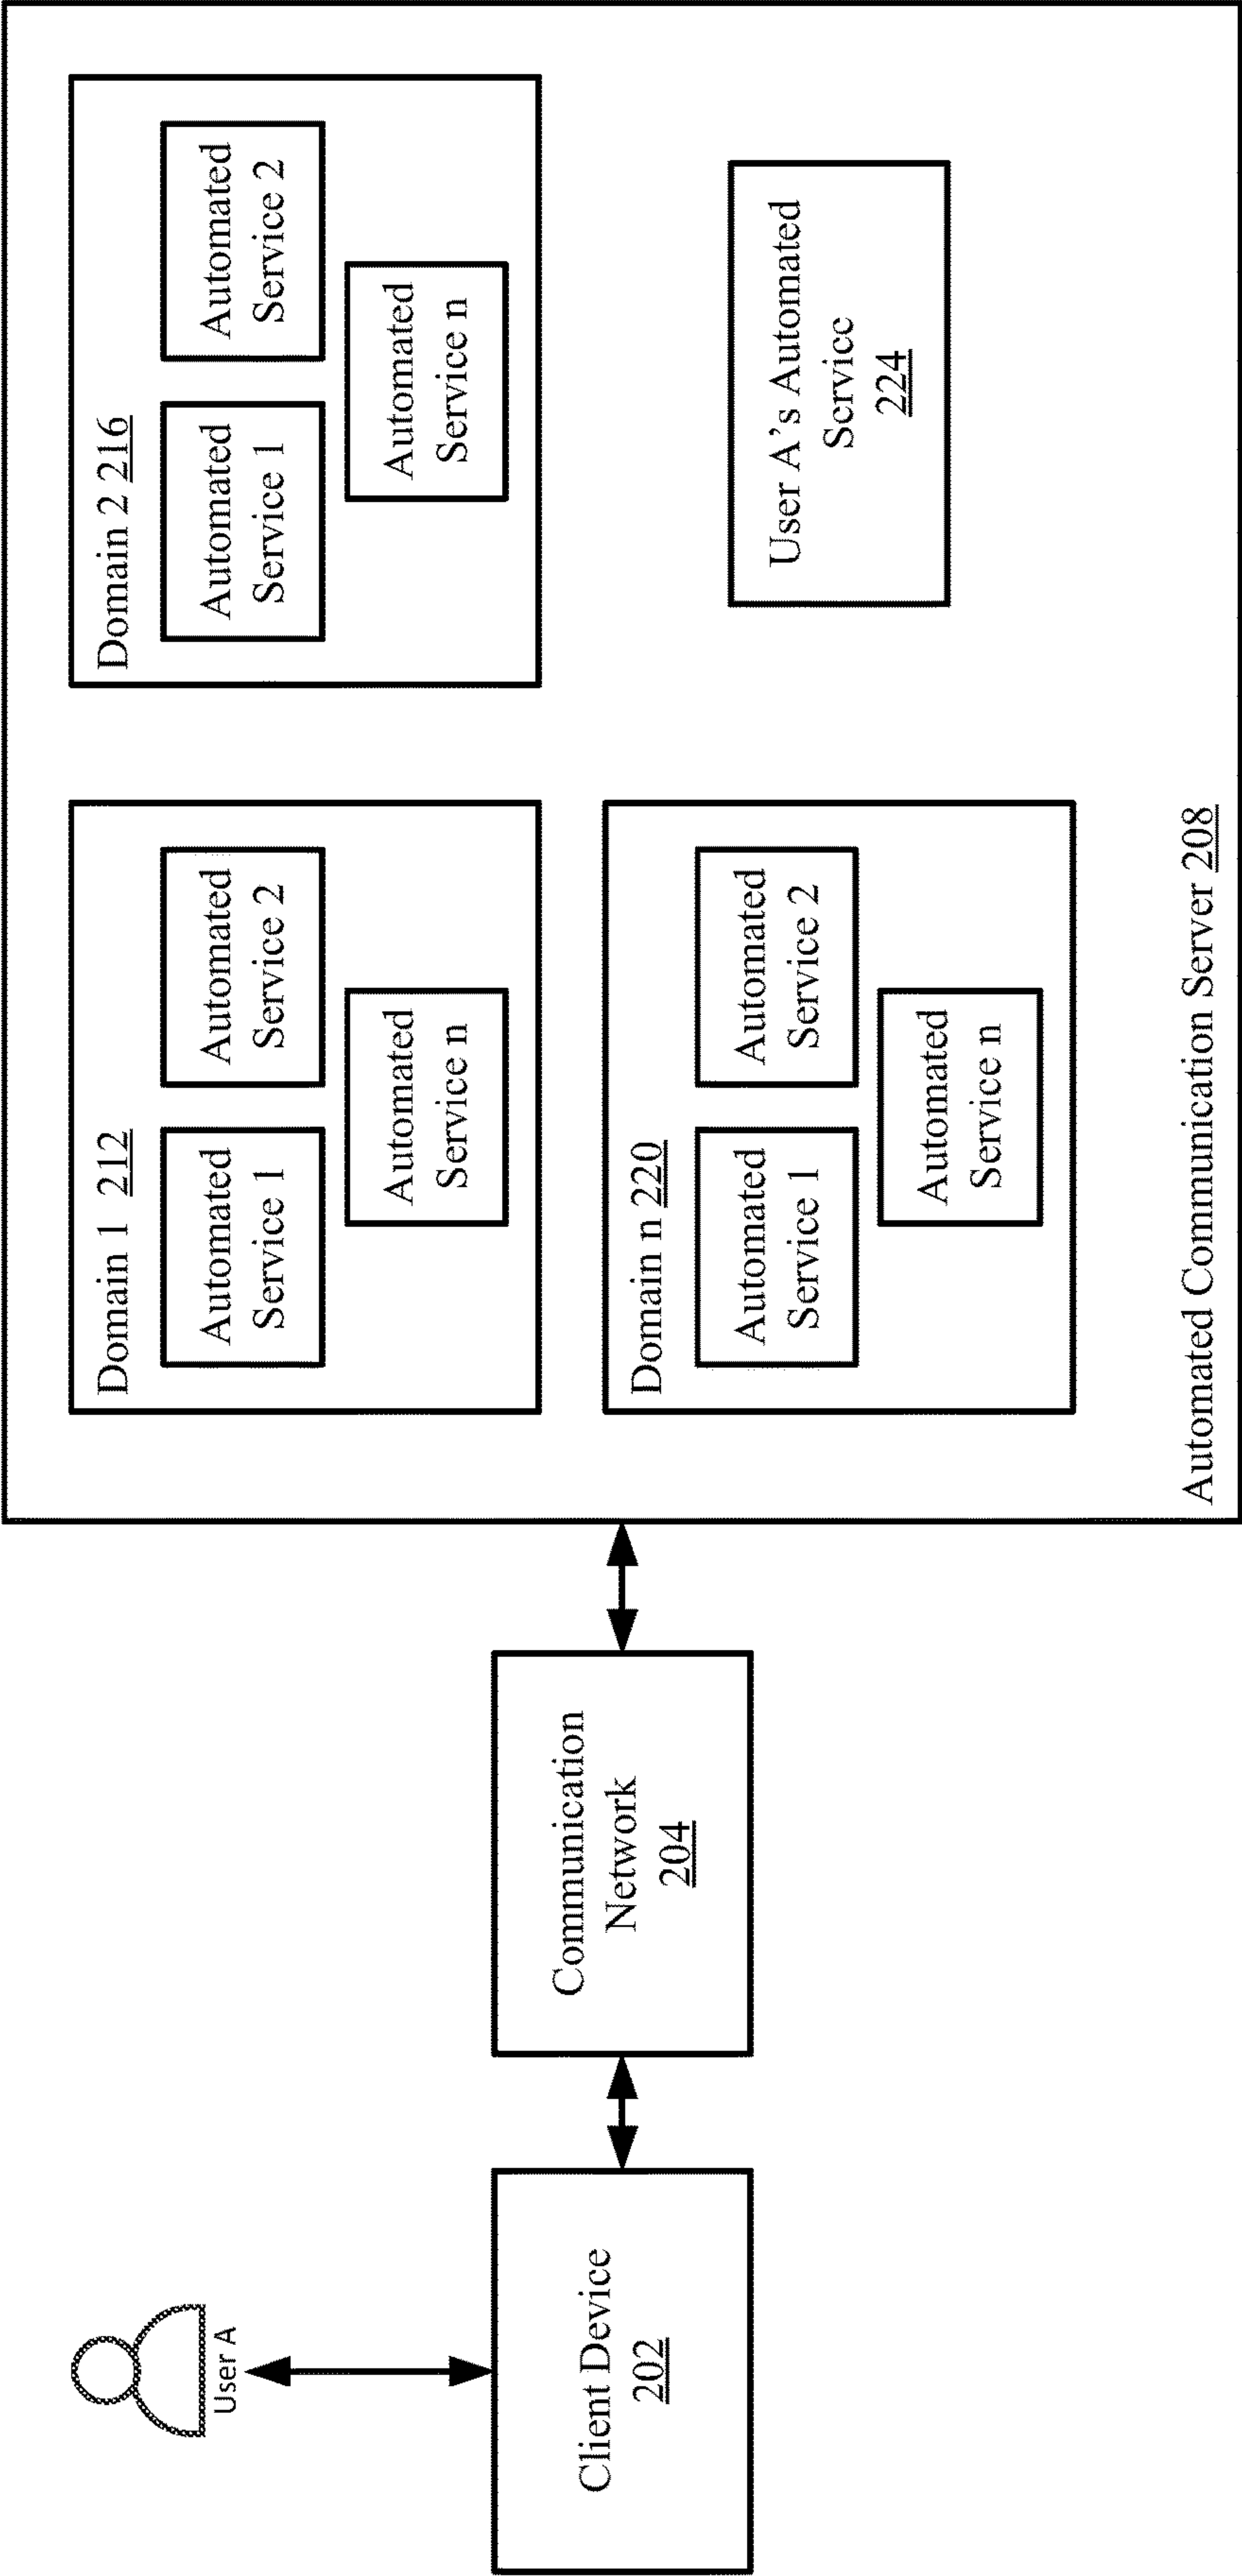 User A
Client Device
202
Communication
Network
204
Domain 1 212
Automated
Service 1
Automated
Service 2
Automated
Service n
Domain 2 216
Automated
Service 1
Automated
Service 2
Automated
Service n
Domain n 220
Automated
Service 1
Automated
Service 2
Automated
Service n
User A's Automated
Service
224
Automated Communication Server 208